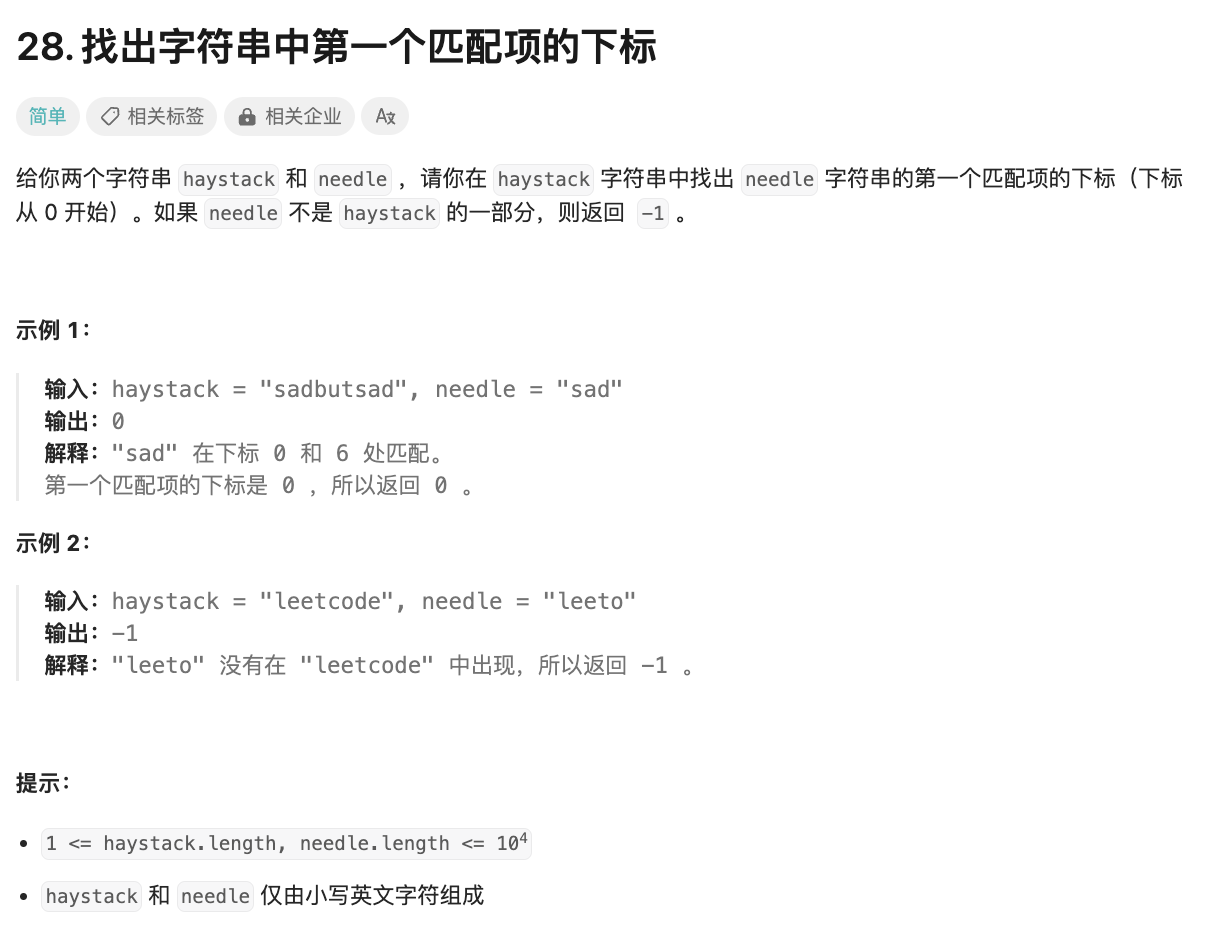 28. 找出字符串中第一个匹配项的下标
简单 相关标签 相关企业 Aх
给你两个字符串 haystack 和 needle ，请你在 haystack 字符串中找出 needle 字符串的第一个匹配项的下标（下标
从 0 开始）。如果 needle 不是 haystack 的一部分，则返回 -1 。
示例 1：
输入：haystack = "sadbutsad", needle = "sad"
输出：0
解释："sad" 在下标 0 和 6 处匹配。
第一个匹配项的下标是 0 ，所以返回 0 。
示例 2：
输入：haystack = "leetcode", needle = "leeto"
输出：-1
解释："leeto" 没有在 "leetcode" 中出现，所以返回 -1 。
提示：
• 1 <= haystack.length, needle.length <= 10⁴
• haystack 和 needle 仅由小写英文字符组成